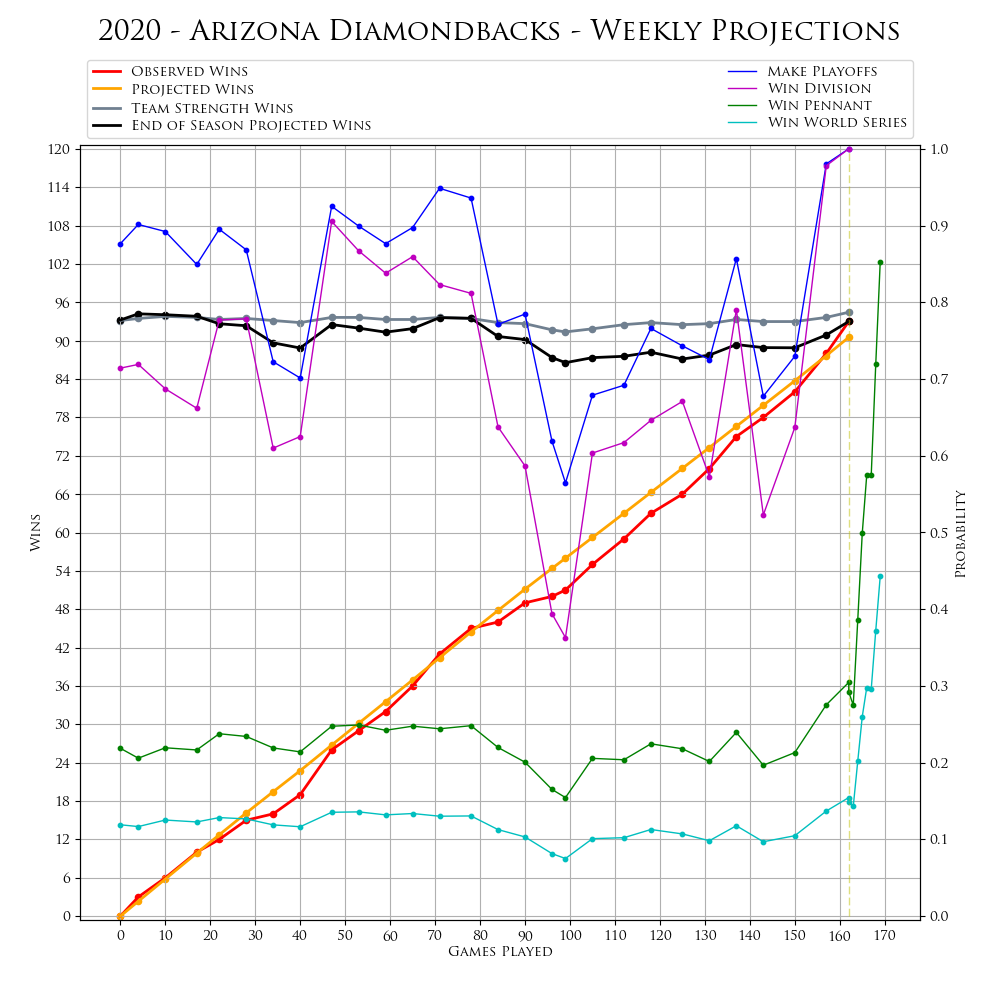 2020 - Arizona Diamondbacks - Weekly Projections
Observed Wins
Projected Wins
Team Strength Wins
End of Season Projected Wins
Make Playoffs
Win Division
Win Pennant
Win World Series
120
114
108
102
96
90
84
78
72
66
60
54
48
42
36
30
24
18
12
6
0
Wins
1.0
0.9
0.8
0.7
0.6
0.5
0.4
0.3
0.2
0.1
0.0
Probability
0 10 20 30 40 50 60 70 80 90 100 110 120 130 140 150 160 170
Games Played